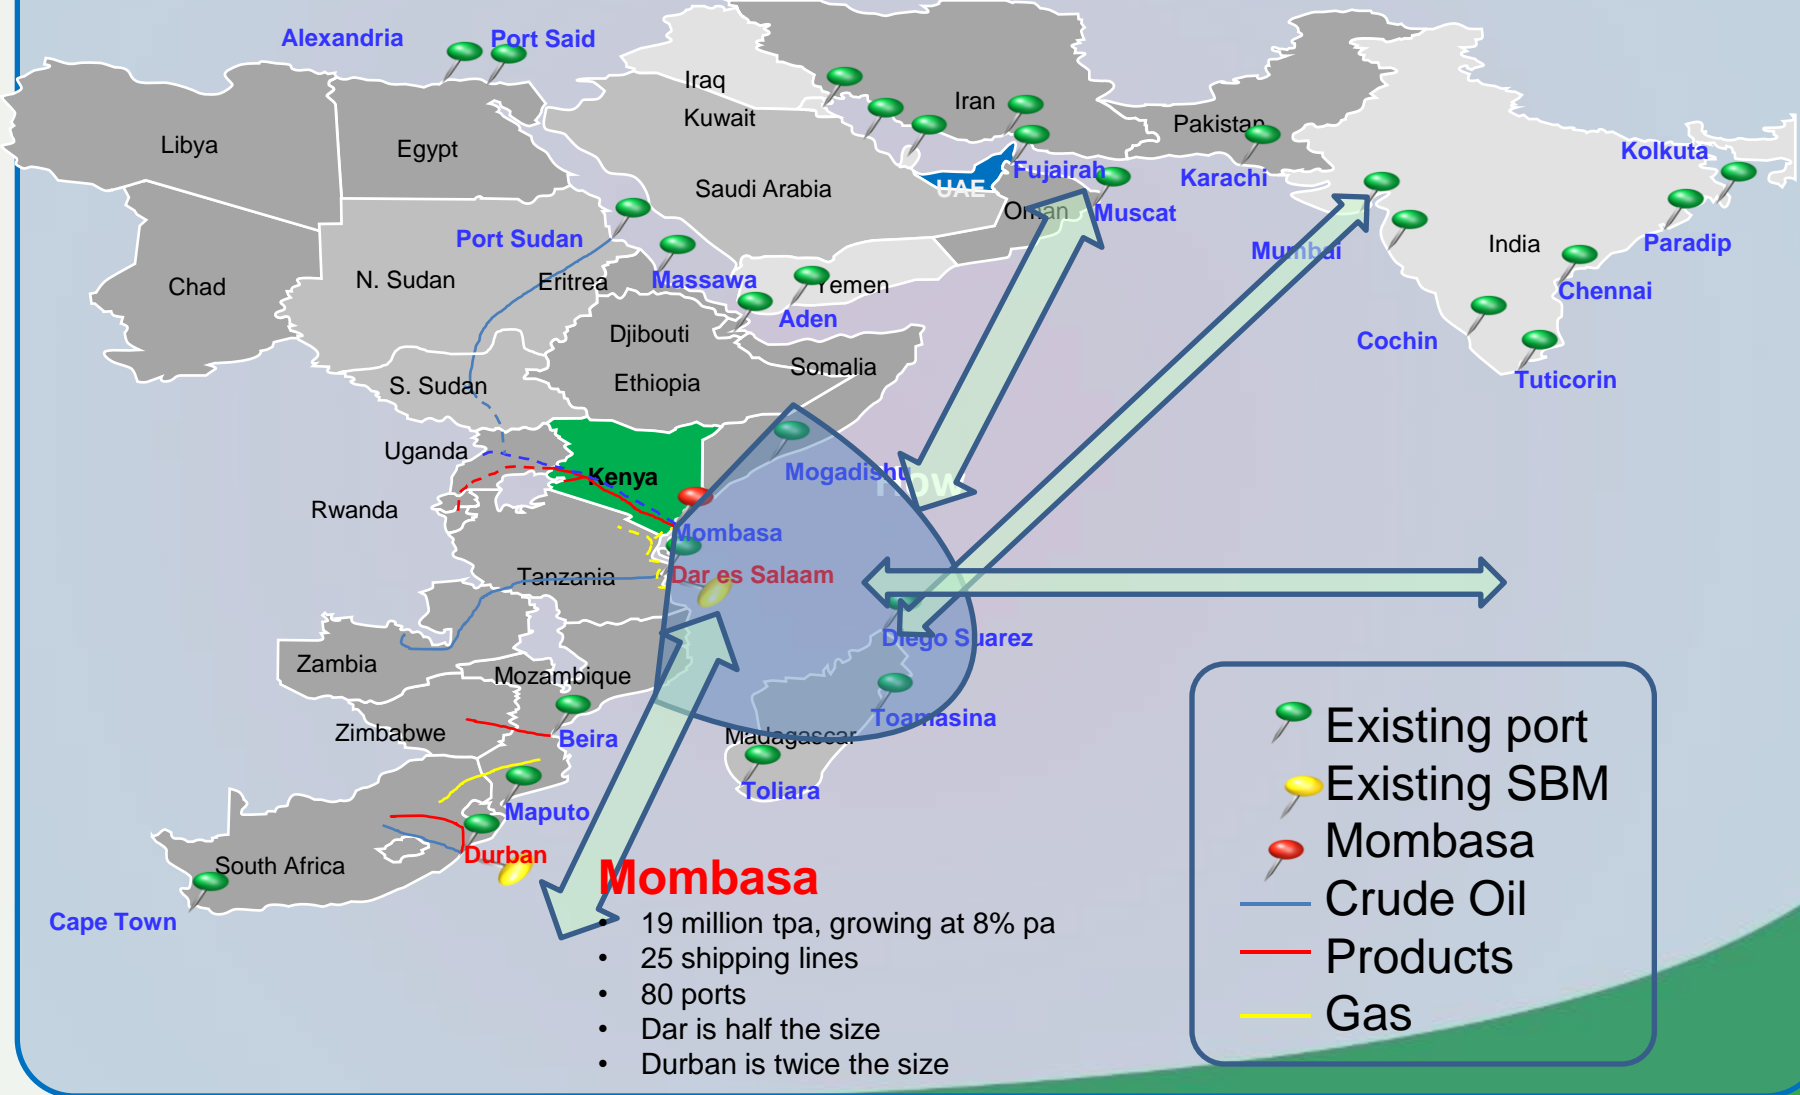 Alexandria
Port Said
Iraq
Kuwait
Iran
Pakistan
Libya
Egypt
Kolkuta
Fujairah
Karachi
Saudi Arabia
UAE
Oman
Muscat
Port Sudan
Mumbai
India
Paradip
Chad
N. Sudan
Eritrea
Massawa
Yemen
Chennai
Aden
Djibouti
Cochin
Somalia
S. Sudan
Ethiopia
Tuticorin
Uganda
Kenya
Mogadishu
Rwanda
Mombasa
Tanzania
Dar es Salaam
Diego Suarez
Zambia
Mozambique
Toamasina
Zimbabwe
Beira
Madagascar
Toliara
Maputo
Durban
South Africa
Cape Town
Mombasa
• 19 million tpa, growing at 8% pa
• 25 shipping lines
• 80 ports
• Dar is half the size
• Durban is twice the size
Existing port
Existing SBM
Mombasa
Crude Oil
Products
Gas